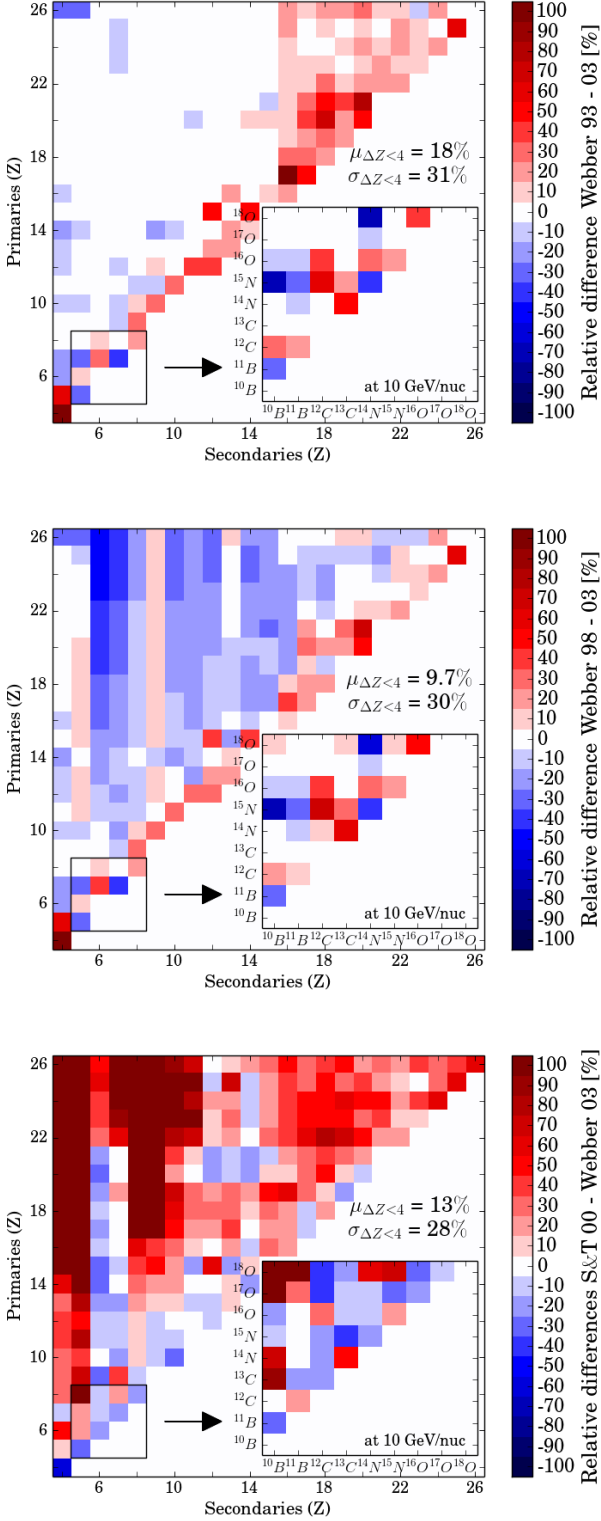 26
22
18
14
10
6
Primaries (Z)
6 10 14 18 22 26
Secondaries (Z)
μΔZ<4 = 18%
σΔZ<4 = 31%
18O
17O
16O
15N
14N
13C
12C
11B
10B
at 10 GeV/nuc
10B 11B 12C 13C 14N 15N 16O 17O 18O
100
90
80
70
60
50
40
30
20
10
0
-10
-20
-30
-40
-50
-60
-70
-80
-90
-100
Relative difference Webber 93 - 03 [%]
26
22
18
14
10
6
Primaries (Z)
6 10 14 18 22 26
Secondaries (Z)
μΔZ<4 = 9.7%
σΔZ<4 = 30%
18O
17O
16O
15N
14N
13C
12C
11B
10B
at 10 GeV/nuc
10B 11B 12C 13C 14N 15N 16O 17O 18O
100
90
80
70
60
50
40
30
20
10
0
-10
-20
-30
-40
-50
-60
-70
-80
-90
-100
Relative difference Webber 98 - 03 [%]
26
22
18
14
10
6
Primaries (Z)
6 10 14 18 22 26
Secondaries (Z)
μΔZ<4 = 13%
σΔZ<4 = 28%
18O
17O
16O
15N
14N
13C
12C
11B
10B
at 10 GeV/nuc
10B 11B 12C 13C 14N 15N 16O 17O 18O
100
90
80
70
60
50
40
30
20
10
0
-10
-20
-30
-40
-50
-60
-70
-80
-90
-100
Relative differences S&T 00 - Webber 03 [%]